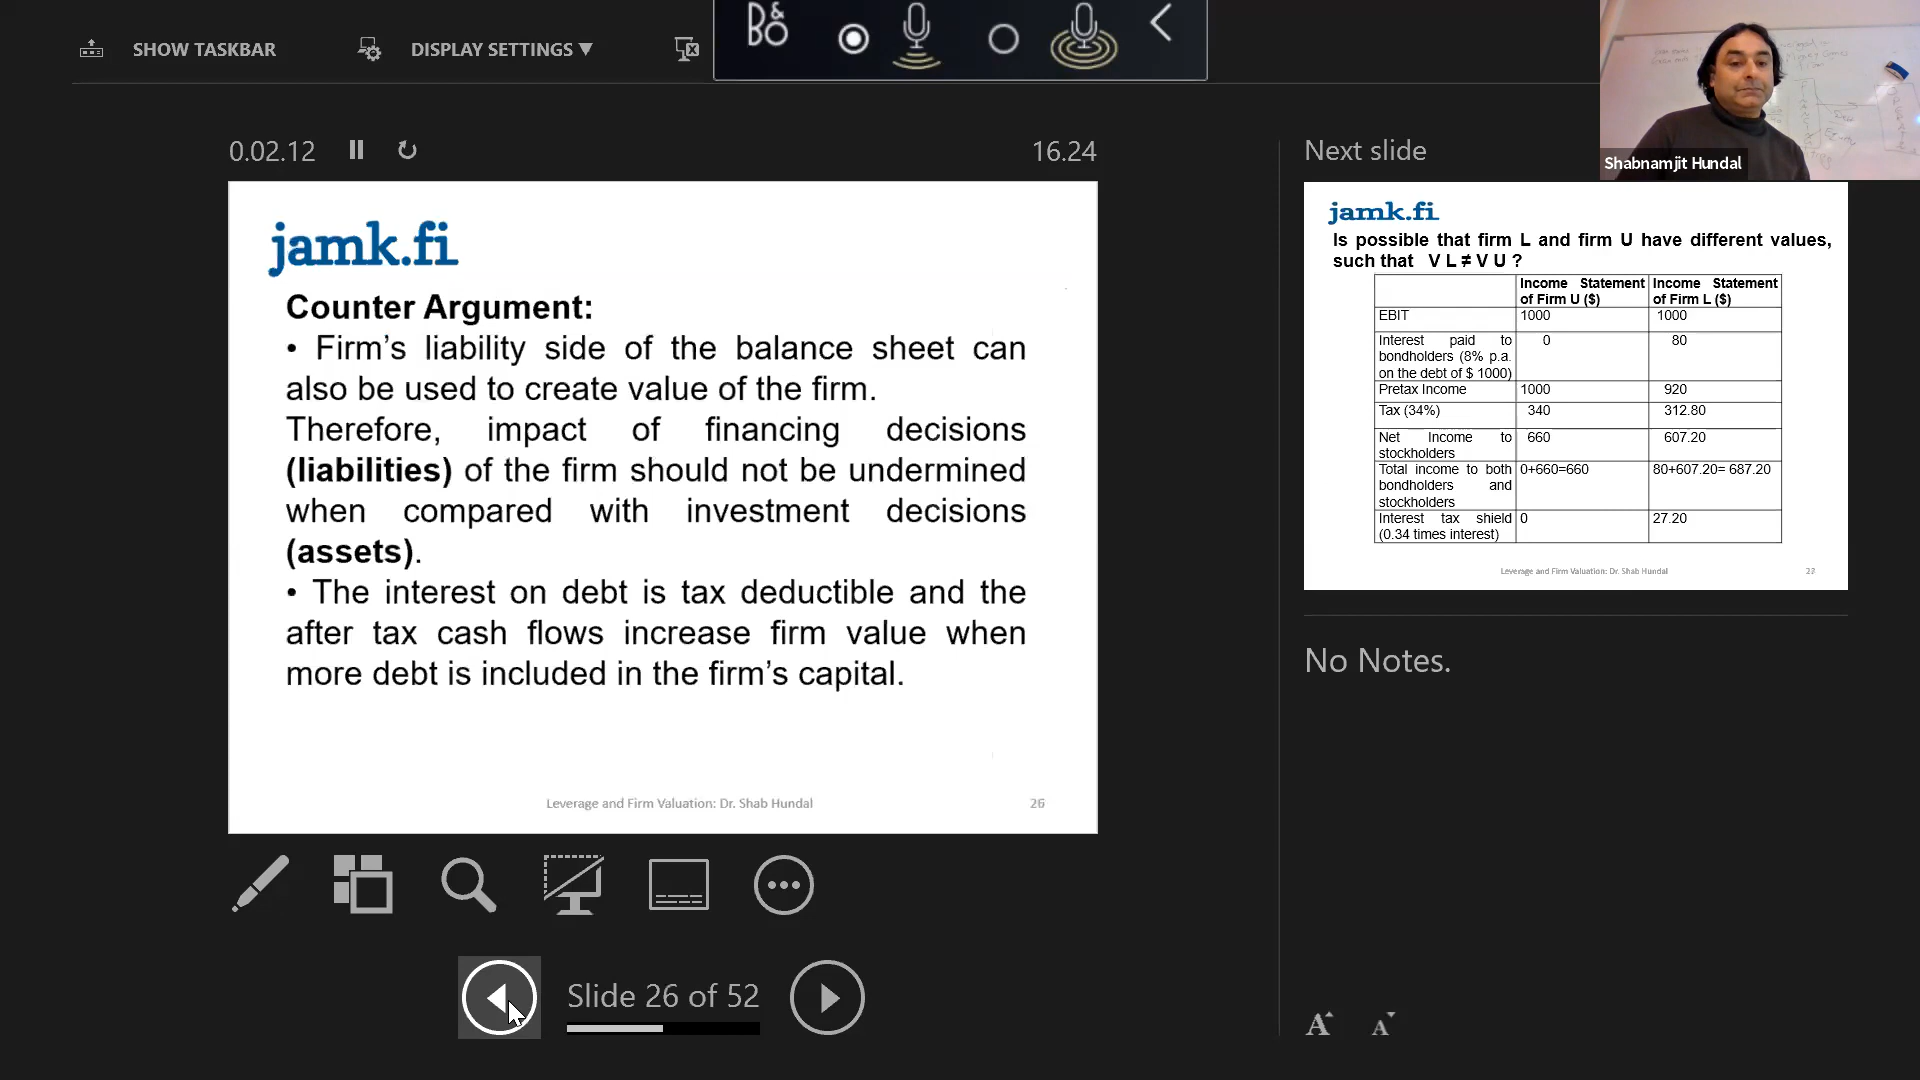 SHOW TASKBAR
DISPLAY SETTINGS ▼
B&O
Shabnamjit Hundal
0.02.12
16.24
Next slide
jamk.fi
Counter Argument:
• Firm's liability side of the balance sheet can
also be used to create value of the firm.
Therefore, impact of financing decisions
(liabilities) of the firm should not be undermined
when compared with investment decisions
(assets).
• The interest on debt is tax deductible and the
after tax cash flows increase firm value when
more debt is included in the firm's capital.
Leverage and Firm Valuation: Dr. Shab Hundal
26
Slide 26 of 52
jamk.fi
Is possible that firm L and firm U have different values,
such that V L ≠ V U ?
Income Statement of Firm U ($)
Income Statement of Firm L ($)
EBIT 1000 1000
Interest paid to bondholders (8% p.a. on the debt of $ 1000) 0 80
Pretax Income 1000 920
Tax (34%) 340 312.80
Net Income to stockholders 660 607.20
Total income to both bondholders and stockholders 0+660=660 80+607.20= 687.20
Interest tax shield (0.34 times interest) 0 27.20
Leverage and Firm Valuation: Dr. Shab Hundal
27
No Notes.
A A